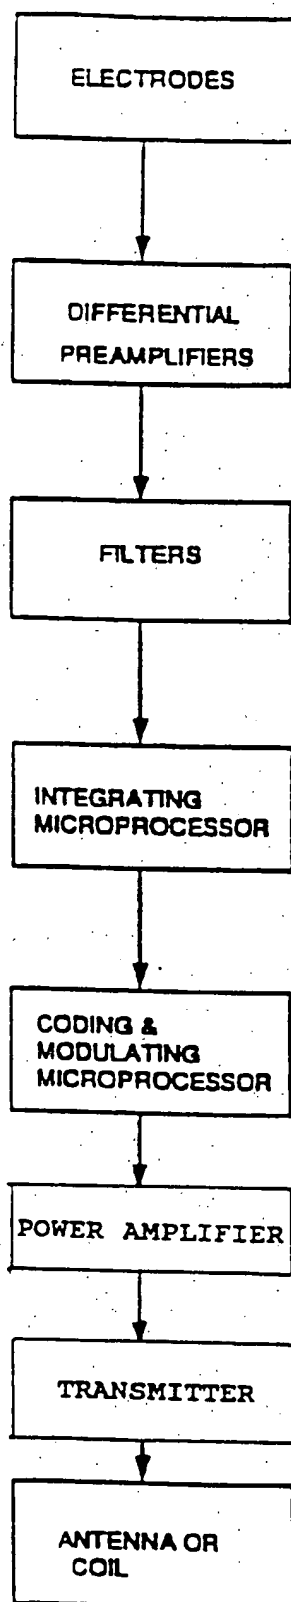 ELECTRODES
DIFFERENTIAL
PREAMPLIFIERS
FILTERS
INTEGRATING
MICROPROCESSOR
CODING &
MODULATING
MICROPROCESSOR
POWER AMPLIFIER
TRANSMITTER
ANTENNA OR
COIL